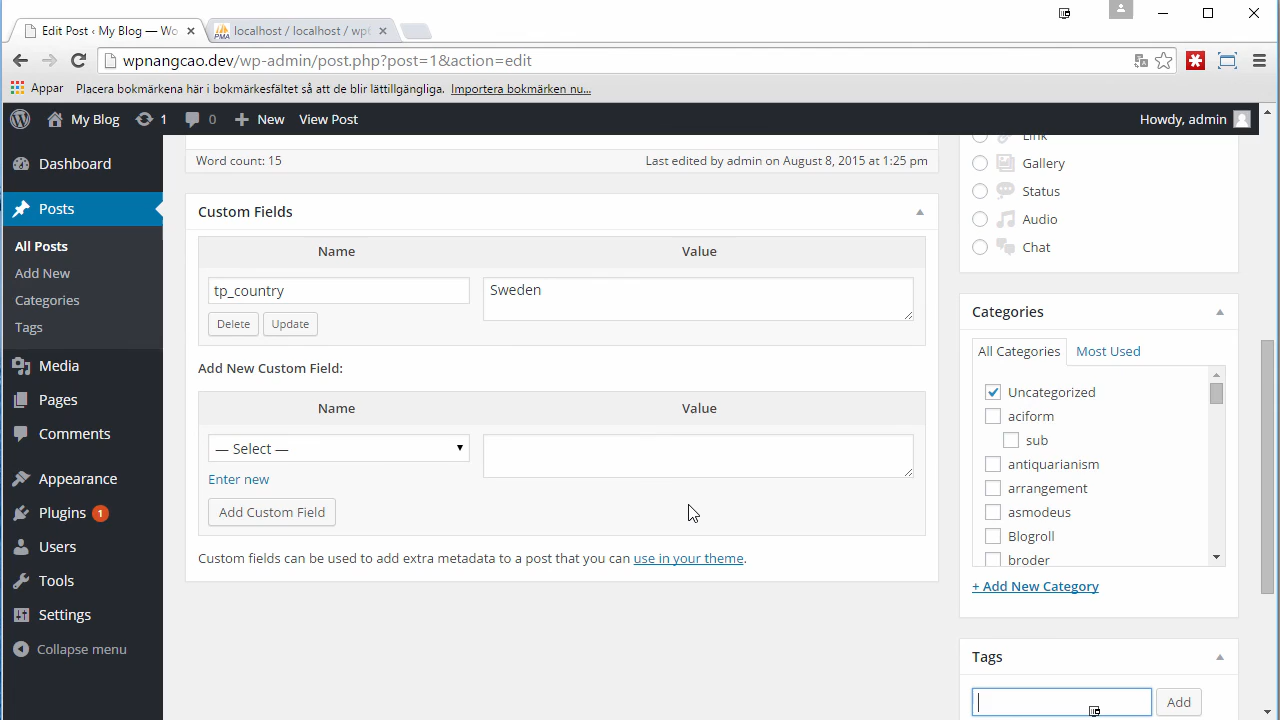 Edit Post ‹ My Blog — Wo
localhost / localhost / wp
wpnangcao.dev/wp-admin/post.php?post=1&action=edit
Appar
Placera bokmärkena här i bokmärkesfältet så att de blir lättillgängliga. Importera bokmärken nu...
My Blog
1
0
New
View Post
Howdy, admin
Dashboard
Posts
All Posts
Add New
Categories
Tags
Media
Pages
Comments
Appearance
Plugins 1
Users
Tools
Settings
Collapse menu
Word count: 15
Last edited by admin on August 8, 2015 at 1:25 pm
Custom Fields
Name
Value
tp_country
Sweden
Delete
Update
Add New Custom Field:
Name
Value
— Select —
Enter new
Add Custom Field
Custom fields can be used to add extra metadata to a post that you can use in your theme.
Link
Gallery
Status
Audio
Chat
Categories
All Categories
Most Used
Uncategorized
aciform
sub
antiquarianism
arrangement
asmodeus
Blogroll
broder
+ Add New Category
Tags
Add